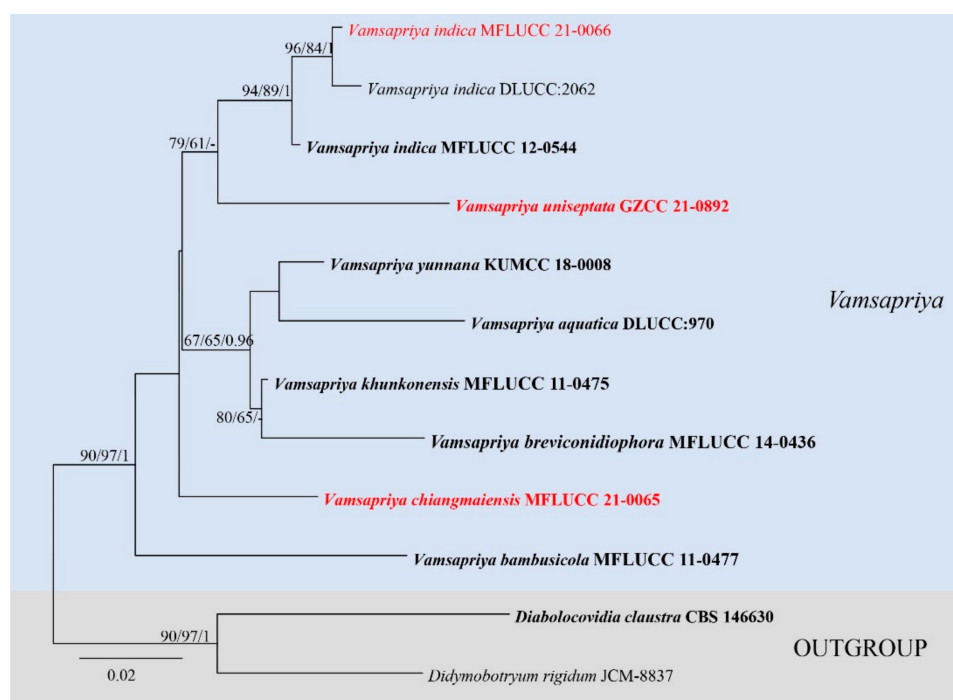 Vamsapriya indica MFLUCC 21-0066
96/84/1
Vamsapriya indica DLUCC:2062
94/89/1
79/61/-
Vamsapriya indica MFLUCC 12-0544
Vamsapriya uniseptata GZCC 21-0892
Vamsapriya yunnana KUMCC 18-0008
Vamsapriya
Vamsapriya aquatica DLUCC:970
67/65/0.96
Vamsapriya khunkonensis MFLUCC 11-0475
80/65/-
Vamsapriya breviconidiophora MFLUCC 14-0436
90/97/1
Vamsapriya chiangmaiensis MFLUCC 21-0065
Vamsapriya bambusicola MFLUCC 11-0477
Diabolocovidia claustra CBS 146630
90/97/1
OUTGROUP
0.02
Didymobotryum rigidum JCM-8837